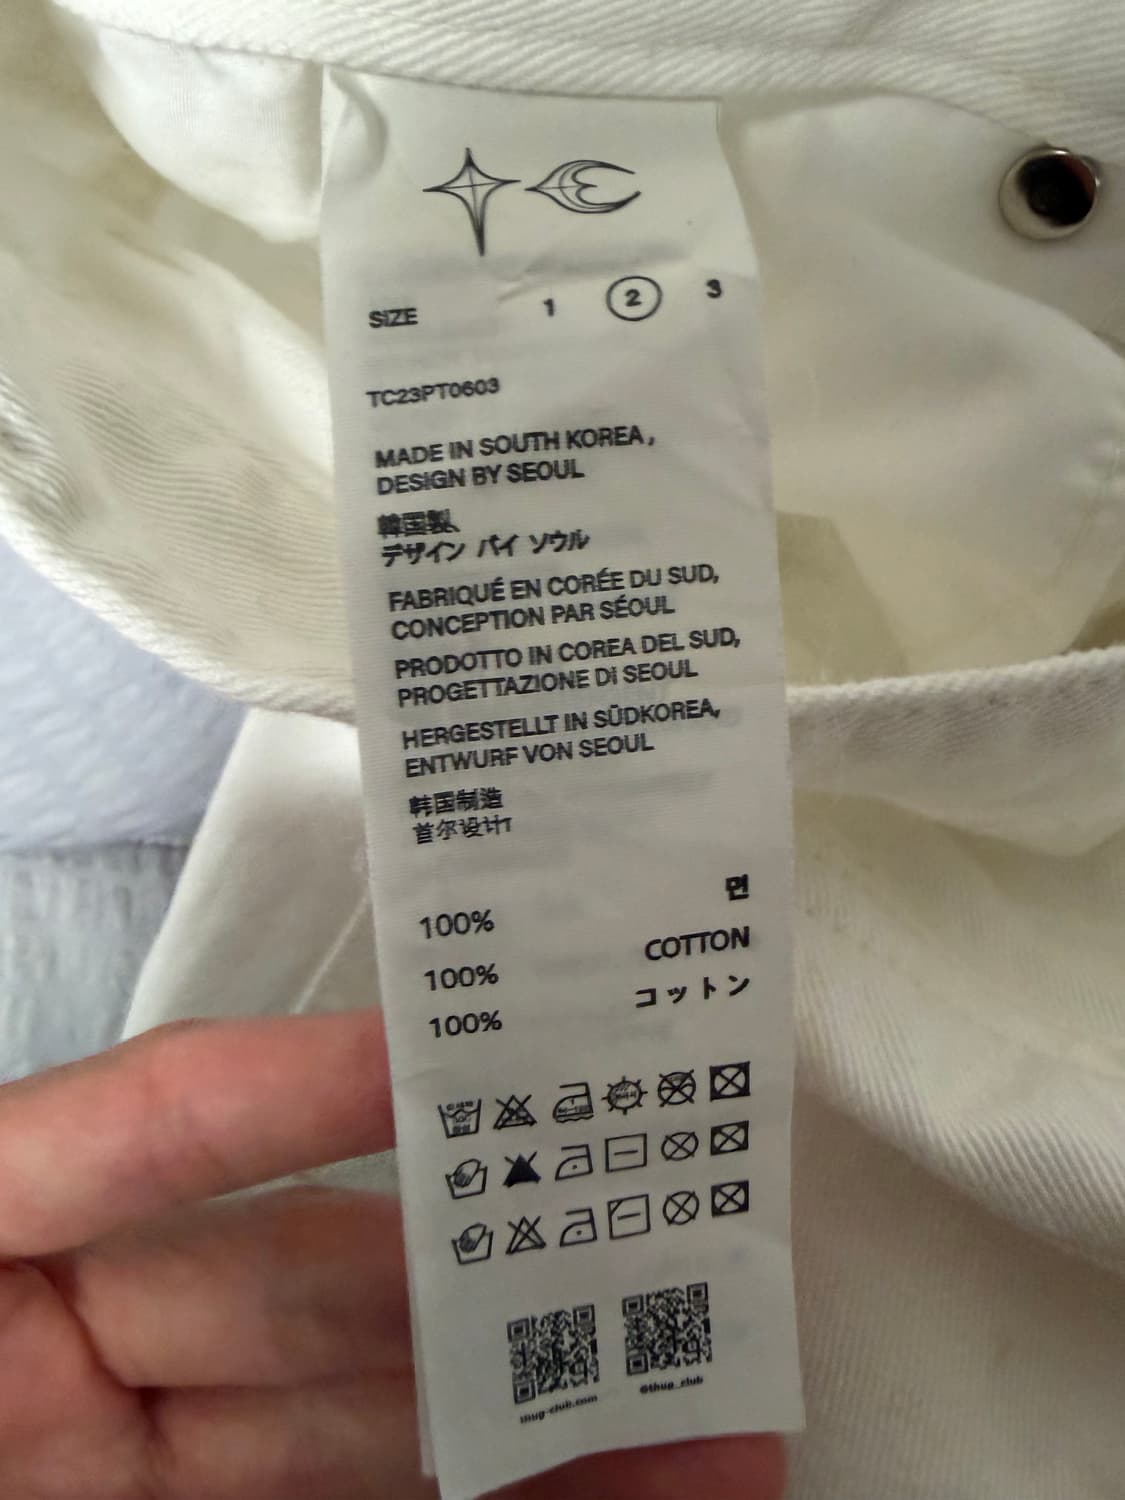 SIZE 1 2 3
TC23PT0603
MADE IN SOUTH KOREA,
DESIGN BY SEOUL
韓国製、
デザイン バイ ソウル
FABRIQUÉ EN CORÉE DU SUD,
CONCEPTION PAR SÉOUL
PRODOTTO IN COREA DEL SUD,
PROGETTAZIONE Di SEOUL
HERGESTELLT IN SÜDKOREA,
ENTWURF VON SEOUL
韩国制造
首尔设计T
100% 면
100% COTTON
100% コットン
thug-club.com @thug_club